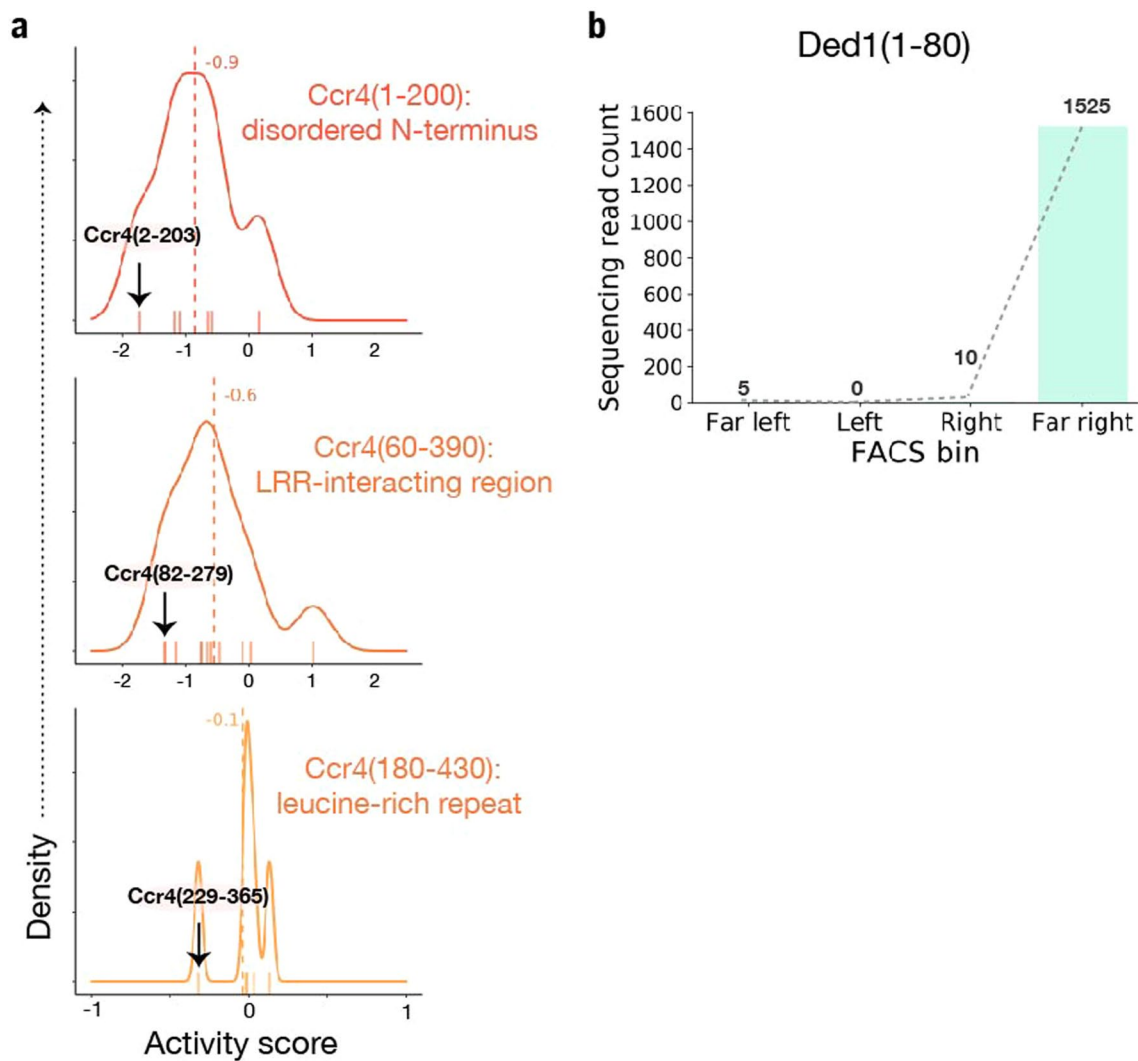 a
-0.9
Ccr4(1-200):
disordered N-terminus
Ccr4(2-203)
-2 -1 0 1 2
-0.6
Ccr4(60-390):
LRR-interacting region
Ccr4(82-279)
-2 -1 0 1 2
-0.1
Ccr4(180-430):
leucine-rich repeat
Ccr4(229-365)
-1 0 1
Density
Activity score
b
Ded1(1-80)
Sequencing read count
1600
1400
1200
1000
800
600
400
200
0
5 0 10 1525
Far left Left Right Far right
FACS bin